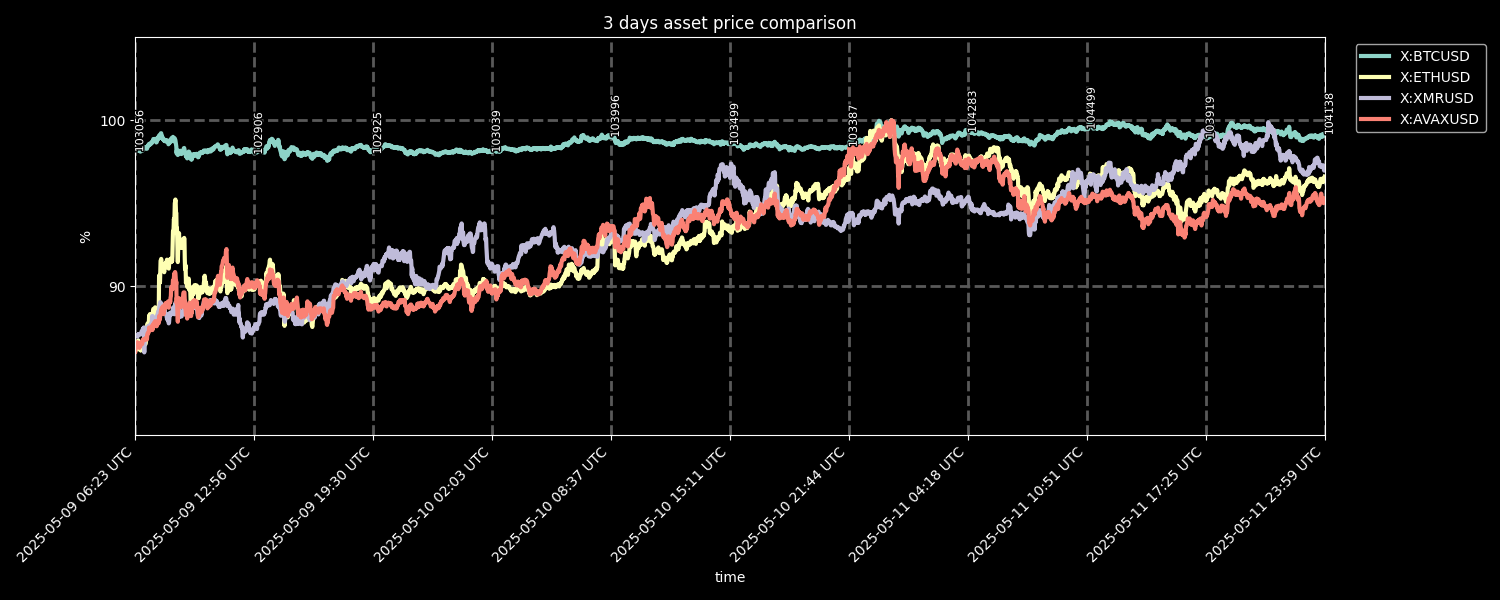 3 days asset price comparison
X:BTCUSD
X:ETHUSD
X:XMRUSD
X:AVAXUSD
%
100
90
103056
102906
102925
103039
103996
103499
103877
104283
104499
103919
104138
2025-05-09 06:23 UTC
2025-05-09 12:56 UTC
2025-05-09 19:30 UTC
2025-05-10 02:03 UTC
2025-05-10 08:37 UTC
2025-05-10 15:11 UTC
2025-05-10 21:44 UTC
2025-05-11 04:18 UTC
2025-05-11 10:51 UTC
2025-05-11 17:25 UTC
2025-05-11 23:59 UTC
time